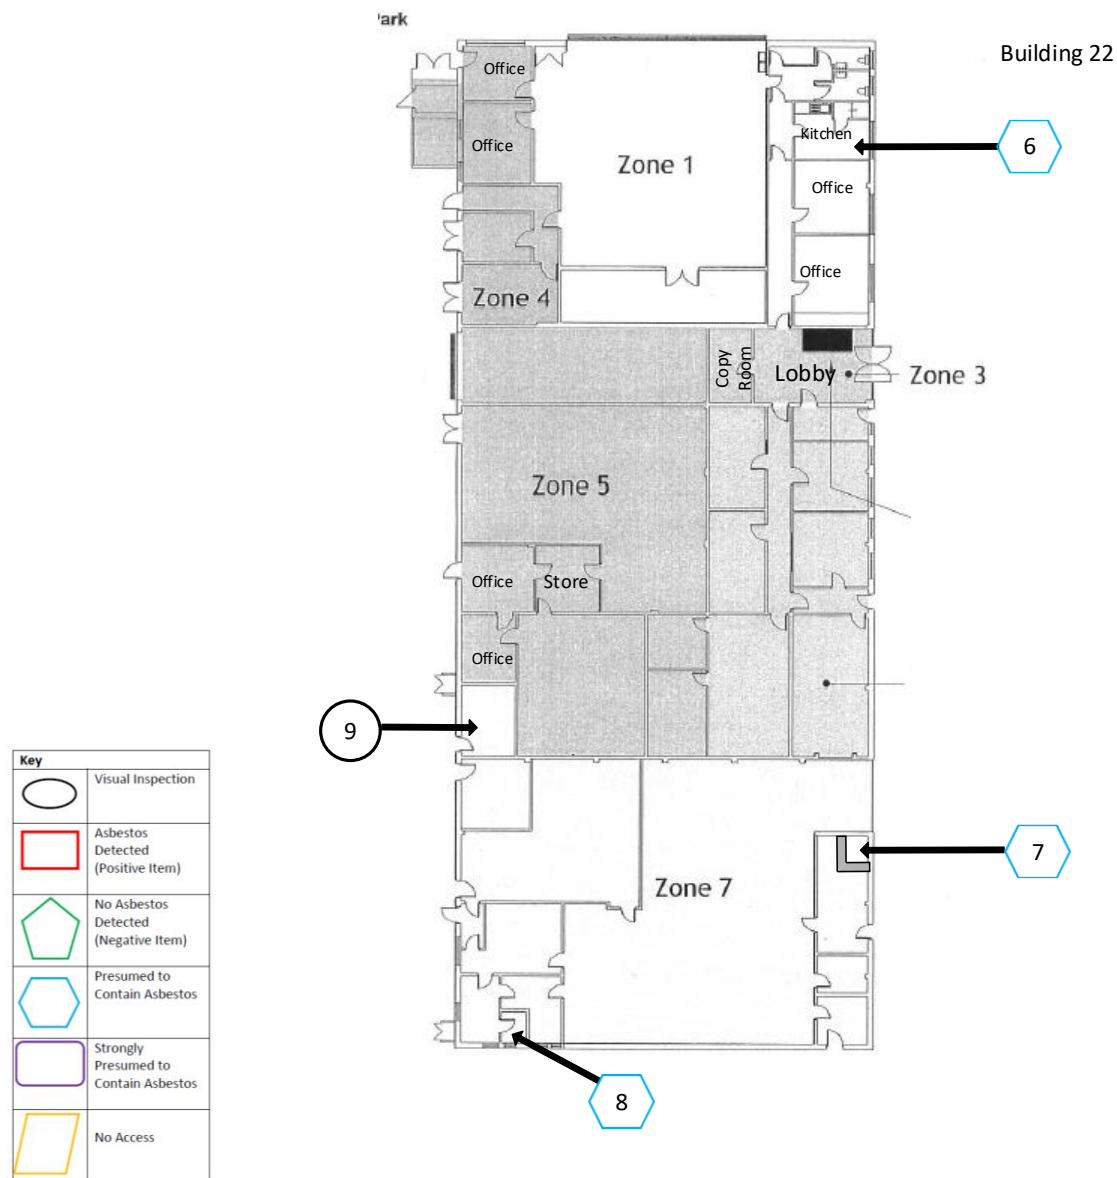 ark
Building 22
Office
Office
Zone 1
Kitchen
6
Office
Office
Zone 4
Copy
Room
Lobby
Zone 3
Zone 5
Office
Store
Office
9
Key
Visual Inspection
Asbestos
Detected
(Positive Item)
No Asbestos
Detected
(Negative Item)
Presumed to
Contain Asbestos
Strongly
Presumed to
Contain Asbestos
No Access
7
Zone 7
8